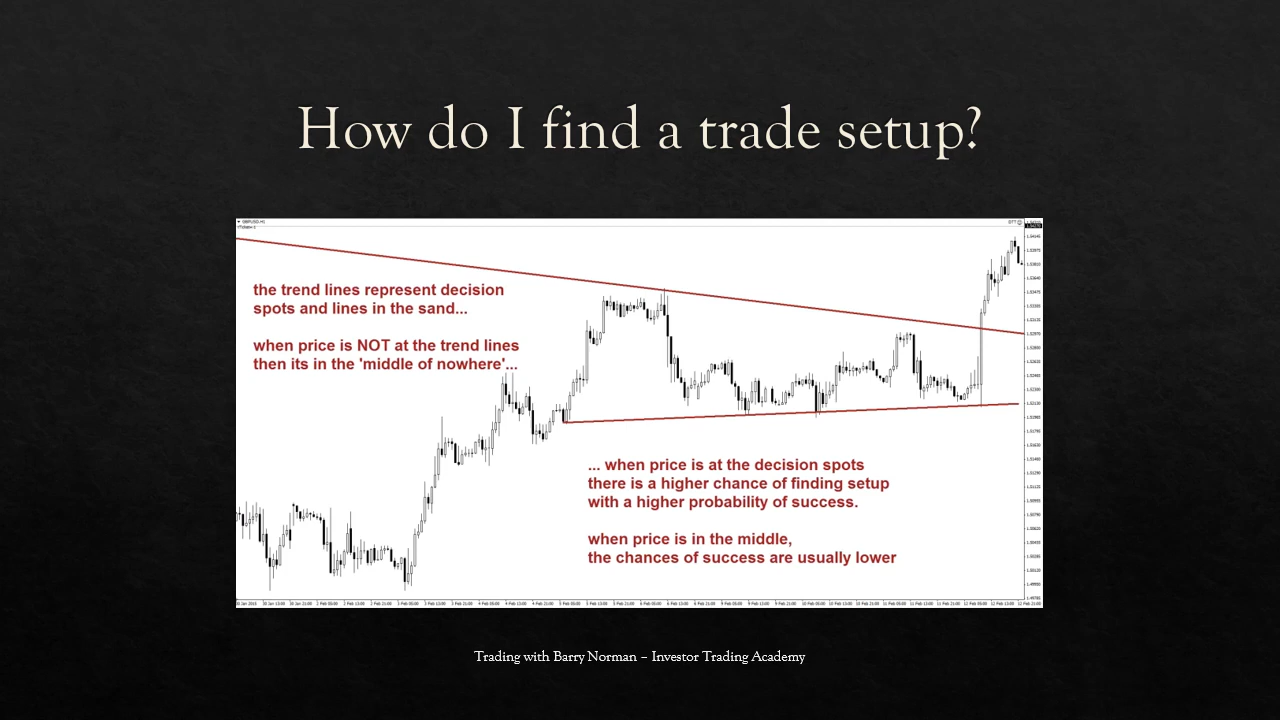 How do I find a trade setup?
GBPUSD,H1
the trend lines represent decision
spots and lines in the sand...
when price is NOT at the trend lines
then its in the 'middle of nowhere'...
... when price is at the decision spots
there is a higher chance of finding setup
with a higher probability of success.
when price is in the middle,
the chances of success are usually lower
Trading with Barry Norman – Investor Trading Academy